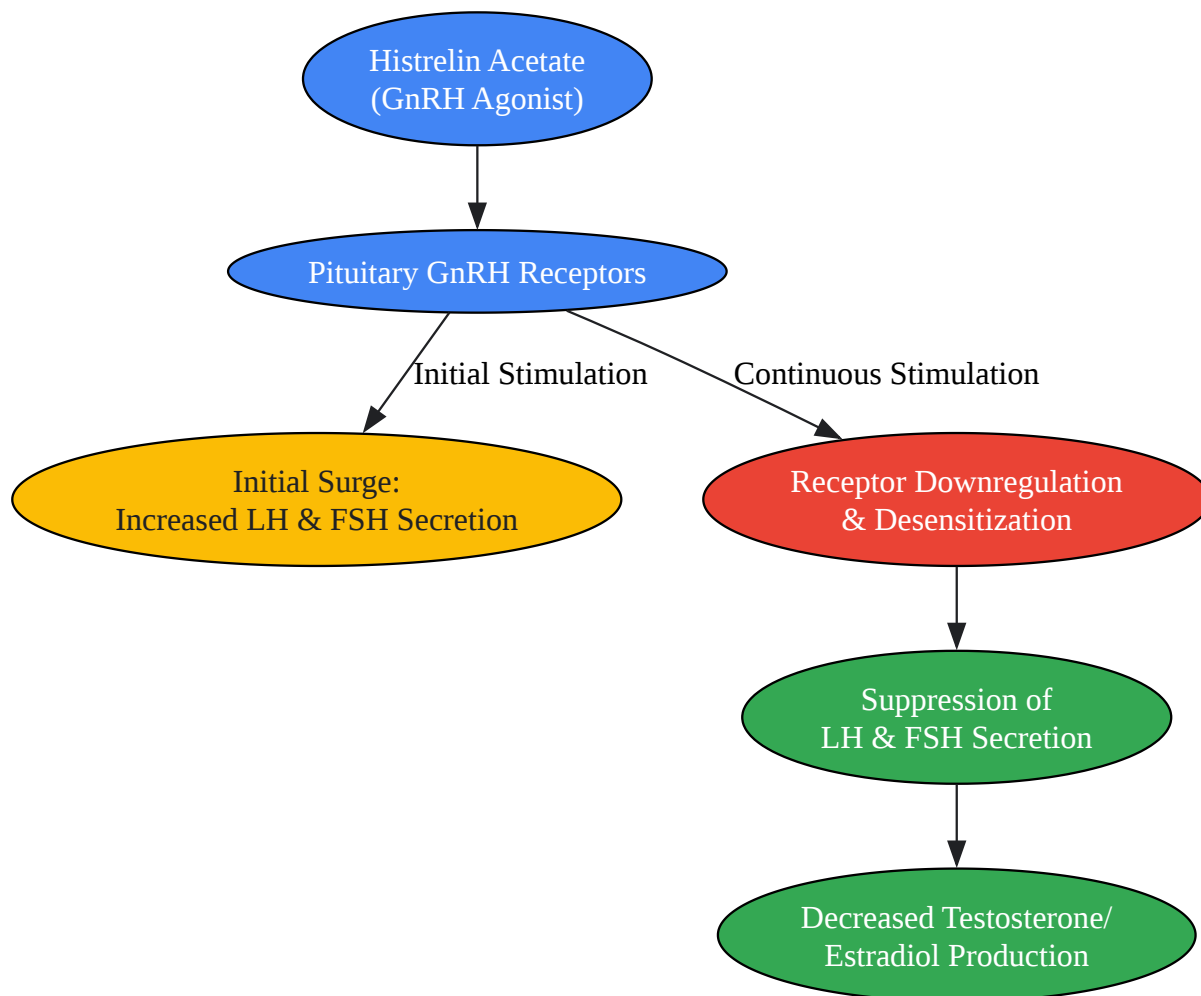 Histrelin Acetate
(GnRH Agonist)
Pituitary GnRH Receptors
Initial Stimulation
Continuous Stimulation
Initial Surge:
Increased LH & FSH Secretion
Receptor Downregulation
& Desensitization
Suppression of
LH & FSH Secretion
Decreased Testosterone/
Estradiol Production